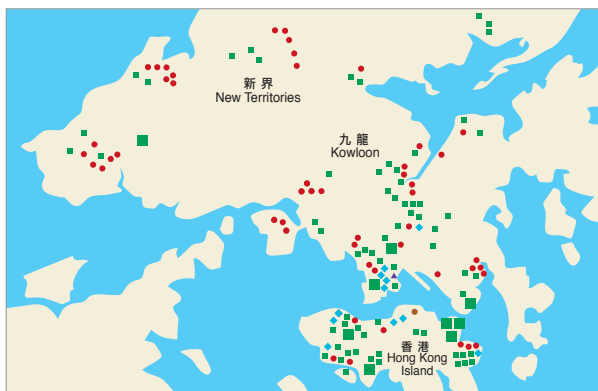 新界
New Territories
九龍
Kowloon
香港
Hong Kong
Island